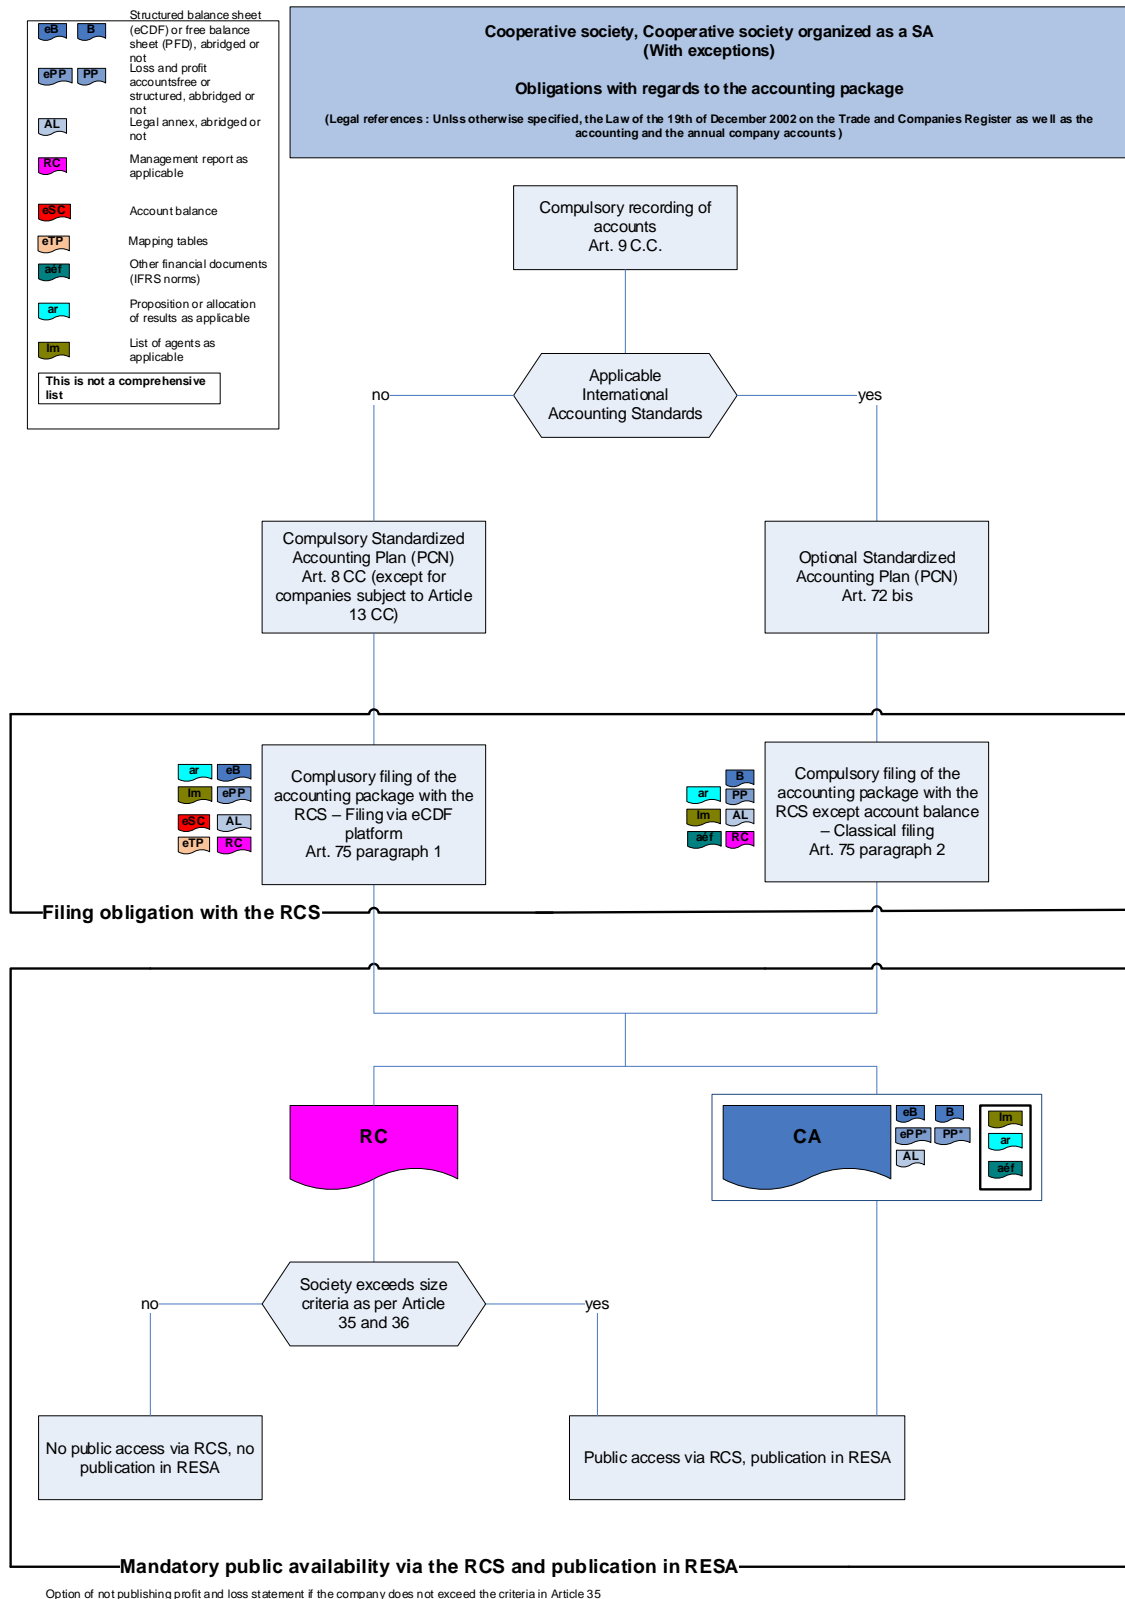 eB B
Structured balance sheet
(eCDF) or free balance
sheet (PFD), abridged or
not
ePP PP
Loss and profit
accountsfree or
structured, abbridged or
not
AL
Legal annex, abridged or
not
RC
Management report as
applicable
eSC
Account balance
eTP
Mapping tables
aéf
Other financial documents
(IFRS norms)
ar
Proposition or allocation
of results as applicable
lm
List of agents as
applicable
This is not a comprehensive
list
Cooperative society, Cooperative society organized as a SA
(With exceptions)
Obligations with regards to the accounting package
(Legal references : Unlss otherwise specified, the Law of the 19th of December 2002 on the Trade and Companies Register as well as the
accounting and the annual company accounts )
Compulsory recording of
accounts
Art. 9 C.C.
Applicable
International
Accounting Standards
no
yes
Compulsory Standardized
Accounting Plan (PCN)
Art. 8 CC (except for
companies subject to Article
13 CC)
Optional Standardized
Accounting Plan (PCN)
Art. 72 bis
ar eB
lm ePP
eSC AL
eTP RC
Complusory filing of the
accounting package with the
RCS – Filing via eCDF
platform
Art. 75 paragraph 1
B
ar PP
lm AL
aéf RC
Compulsory filing of the
accounting package with the
RCS except account balance
– Classical filing
Art. 75 paragraph 2
Filing obligation with the RCS
RC
CA
eB B
ePP* PP*
AL
lm
ar
aéf
Society exceeds size
criteria as per Article
35 and 36
no
yes
No public access via RCS, no
publication in RESA
Public access via RCS, publication in RESA
Mandatory public availability via the RCS and publication in RESA
Option of not publishing profit and loss statement if the company does not exceed the criteria in Article 35